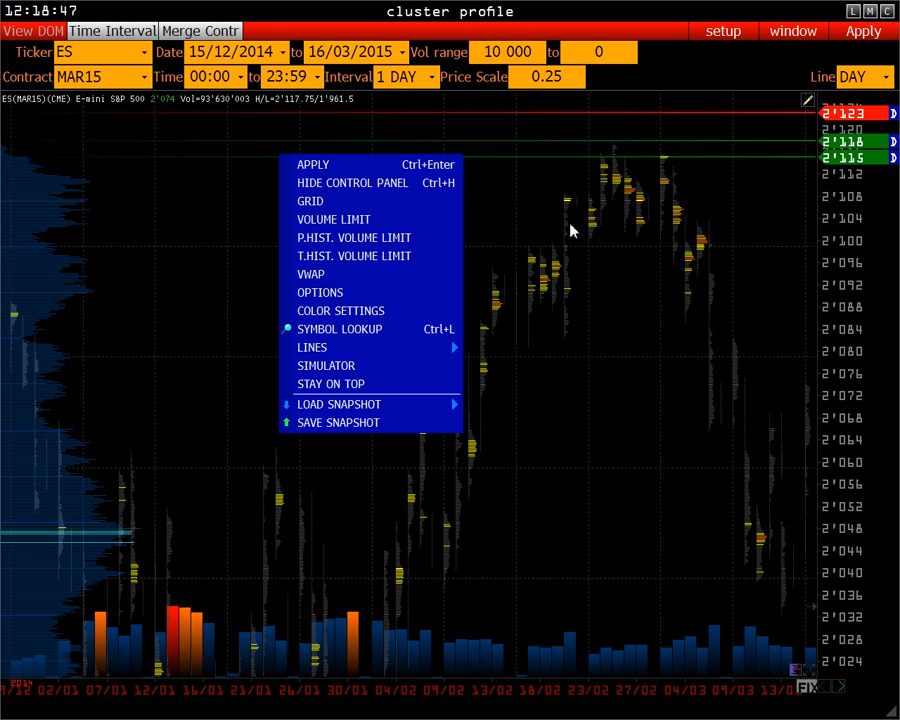 12:18:47 cluster profile L M C
View DOM Time Interval Merge Contr setup window Apply
Ticker ES Date 15/12/2014 to 16/03/2015 Vol range 10 000 to 0
Contract MAR15 Time 00:00 to 23:59 Interval 1 DAY Price Scale 0.25 Line DAY
ES(MAR15)(CME) E-mini S&P 500 2'074 Vol=93'630'003 H/L=2'117.75/1'961.5
2'123 D
2'120
2'118 D
2'115 D
2'112
2'108
2'104
2'100
2'096
2'092
2'088
2'084
2'080
2'076
2'072
2'068
2'064
2'060
2'056
2'052
2'048
2'044
2'040
2'036
2'032
2'028
2'024
APPLY Ctrl+Enter
HIDE CONTROL PANEL Ctrl+H
GRID
VOLUME LIMIT
P.HIST. VOLUME LIMIT
T.HIST. VOLUME LIMIT
VWAP
OPTIONS
COLOR SETTINGS
SYMBOL LOOKUP Ctrl+L
LINES
SIMULATOR
STAY ON TOP
LOAD SNAPSHOT
SAVE SNAPSHOT
2014
02/01 07/01 12/01 16/01 21/01 26/01 30/01 04/02 09/02 13/02 18/02 23/02 27/02 04/03 09/03 FIX